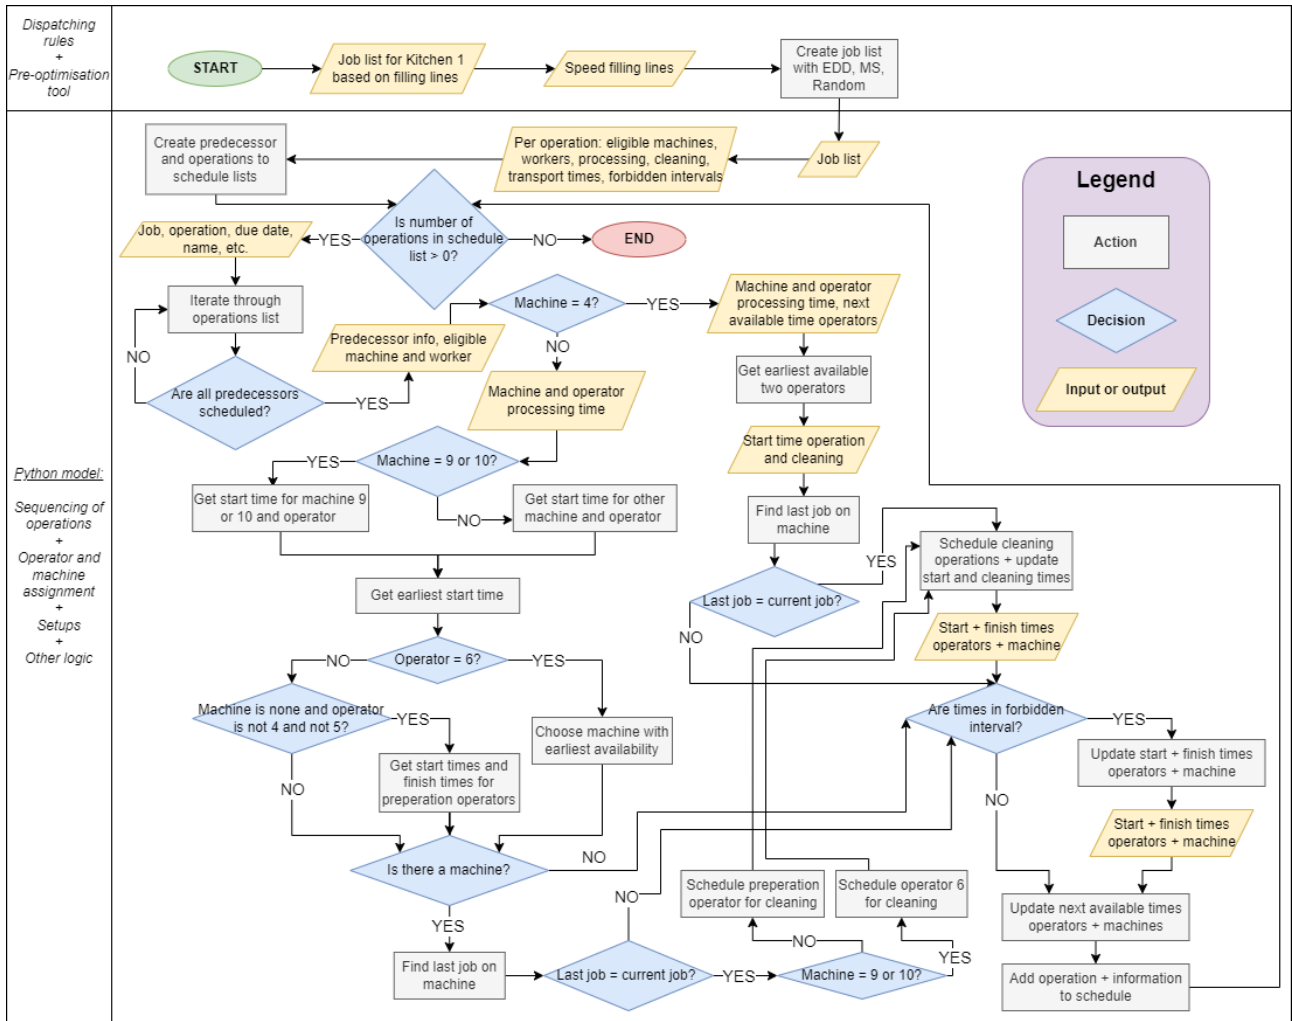 Dispatching
rules
+
Pre-optimisation
tool
START
Job list for Kitchen 1
based on filling lines
Speed filling lines
Create job list
with EDD, MS,
Random
Python model:
Sequencing of
operations
+
Operator and
machine
assignment
+
Setups
+
Other logic
Create predecessor
and operations to
schedule lists
Per operation: eligible machines,
workers, processing, cleaning,
transport times, forbidden intervals
Job list
Legend
Action
Decision
Input or output
Job, operation, due date,
name, etc.
YES
Is number of
operations in schedule
list > 0?
NO
END
Iterate through
operations list
NO
Are all predecessors
scheduled?
YES
Predecessor info, eligible
machine and worker
Machine = 4?
YES
NO
Machine and operator
processing time, next
available time operators
Get earliest available
two operators
Machine and operator
processing time
Start time operation
and cleaning
Machine = 9 or 10?
YES
NO
Get start time for machine 9
or 10 and operator
Get start time for other
machine and operator
Find last job on
machine
Get earliest start time
Last job = current job?
YES
NO
Schedule cleaning
operations + update
start and cleaning times
Start + finish times
operators + machine
Operator = 6?
NO
YES
Machine is none and operator
is not 4 and not 5?
YES
NO
Choose machine with
earliest availability
Get start times and
finish times for
preperation operators
Are times in forbidden
interval?
YES
NO
Update start + finish times
operators + machine
Start + finish times
operators + machine
Is there a machine?
NO
YES
Find last job on
machine
Last job = current job?
NO
YES
Schedule preperation
operator for cleaning
Schedule operator 6
for cleaning
NO
YES
Machine = 9 or 10?
Update next available times
operators + machines
Add operation + information
to schedule